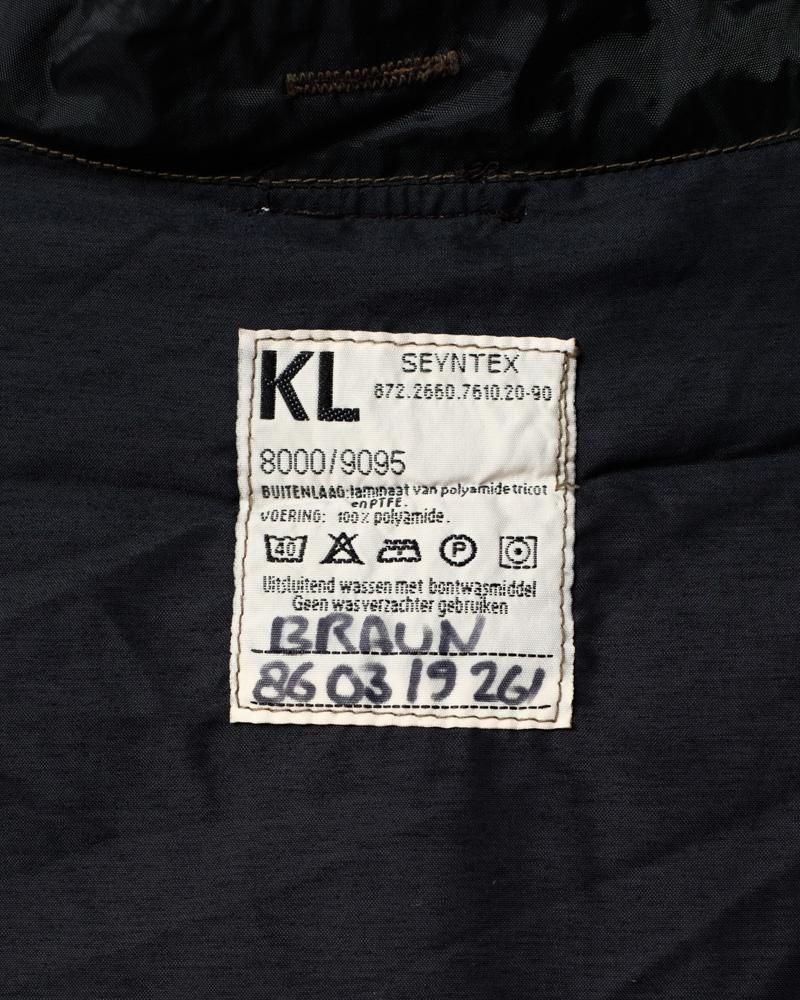 KL
SEYNTEX
872.2660.7610.20-90
8000/9095
BUITENLAAG: laminaat van polyamide tricot
en PTFE.
VOERING: 100% polyamide.
40 P
Uitsluitend wassen met bontwasmiddel
Geen wasverzachter gebruiken
BRAUN
86 03 19 261